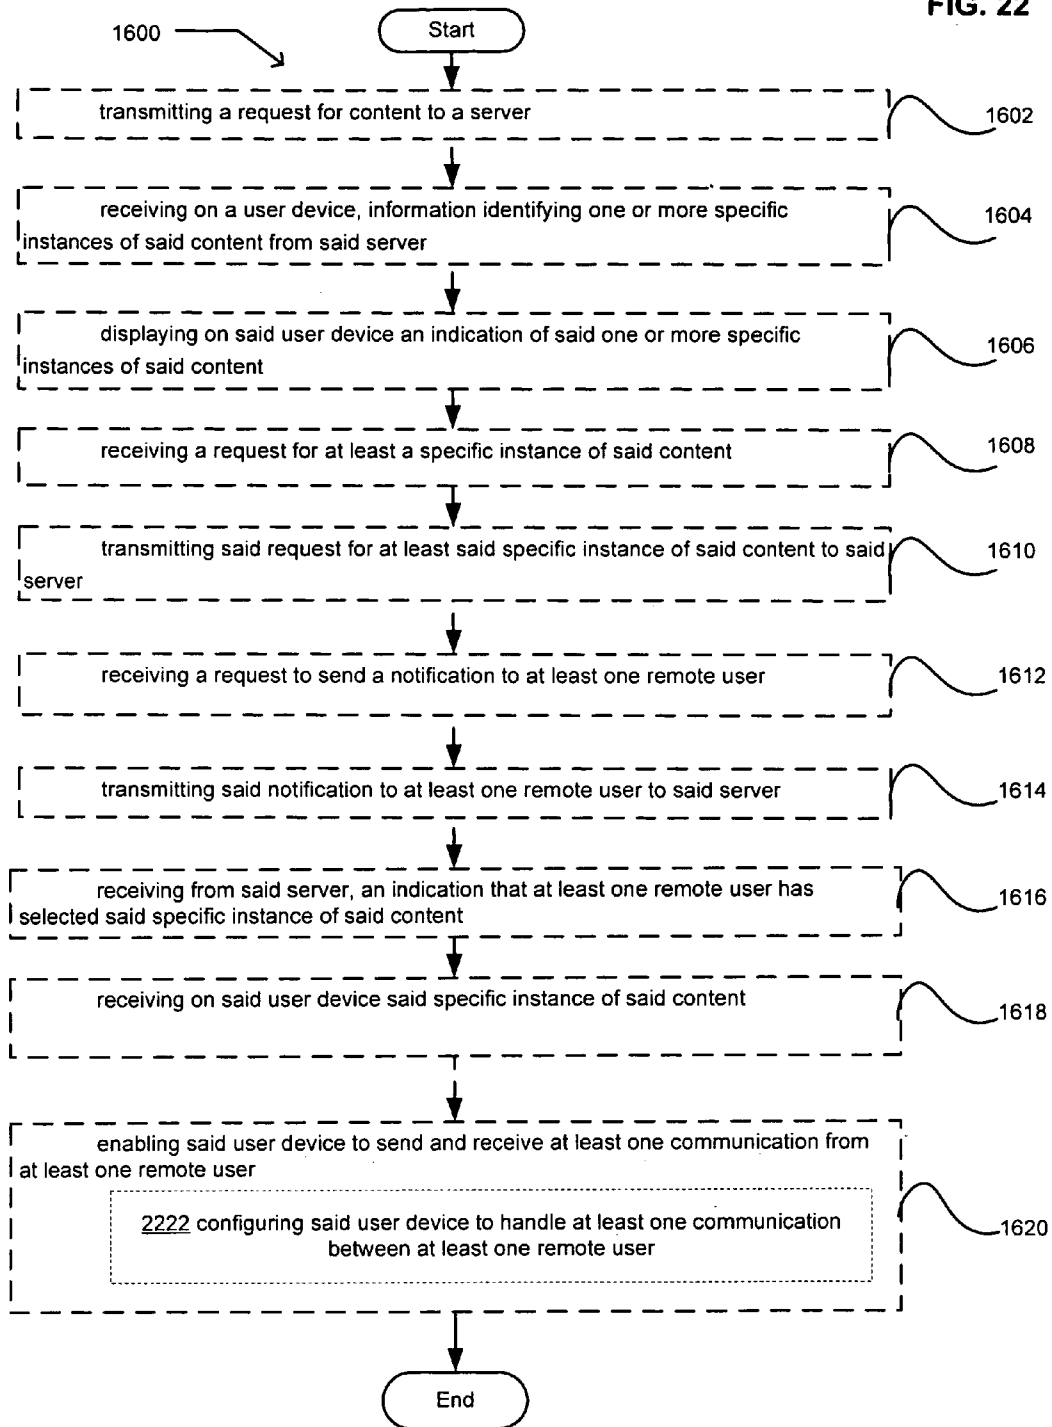 FIG. 22
1600
Start
transmitting a request for content to a server
1602
receiving on a user device, information identifying one or more specific
instances of said content from said server
1604
displaying on said user device an indication of said one or more specific
instances of said content
1606
receiving a request for at least a specific instance of said content
1608
transmitting said request for at least said specific instance of said content to said
server
1610
receiving a request to send a notification to at least one remote user
1612
transmitting said notification to at least one remote user to said server
1614
receiving from said server, an indication that at least one remote user has
selected said specific instance of said content
1616
receiving on said user device said specific instance of said content
1618
enabling said user device to send and receive at least one communication from
at least one remote user
2222 configuring said user device to handle at least one communication
between at least one remote user
1620
End